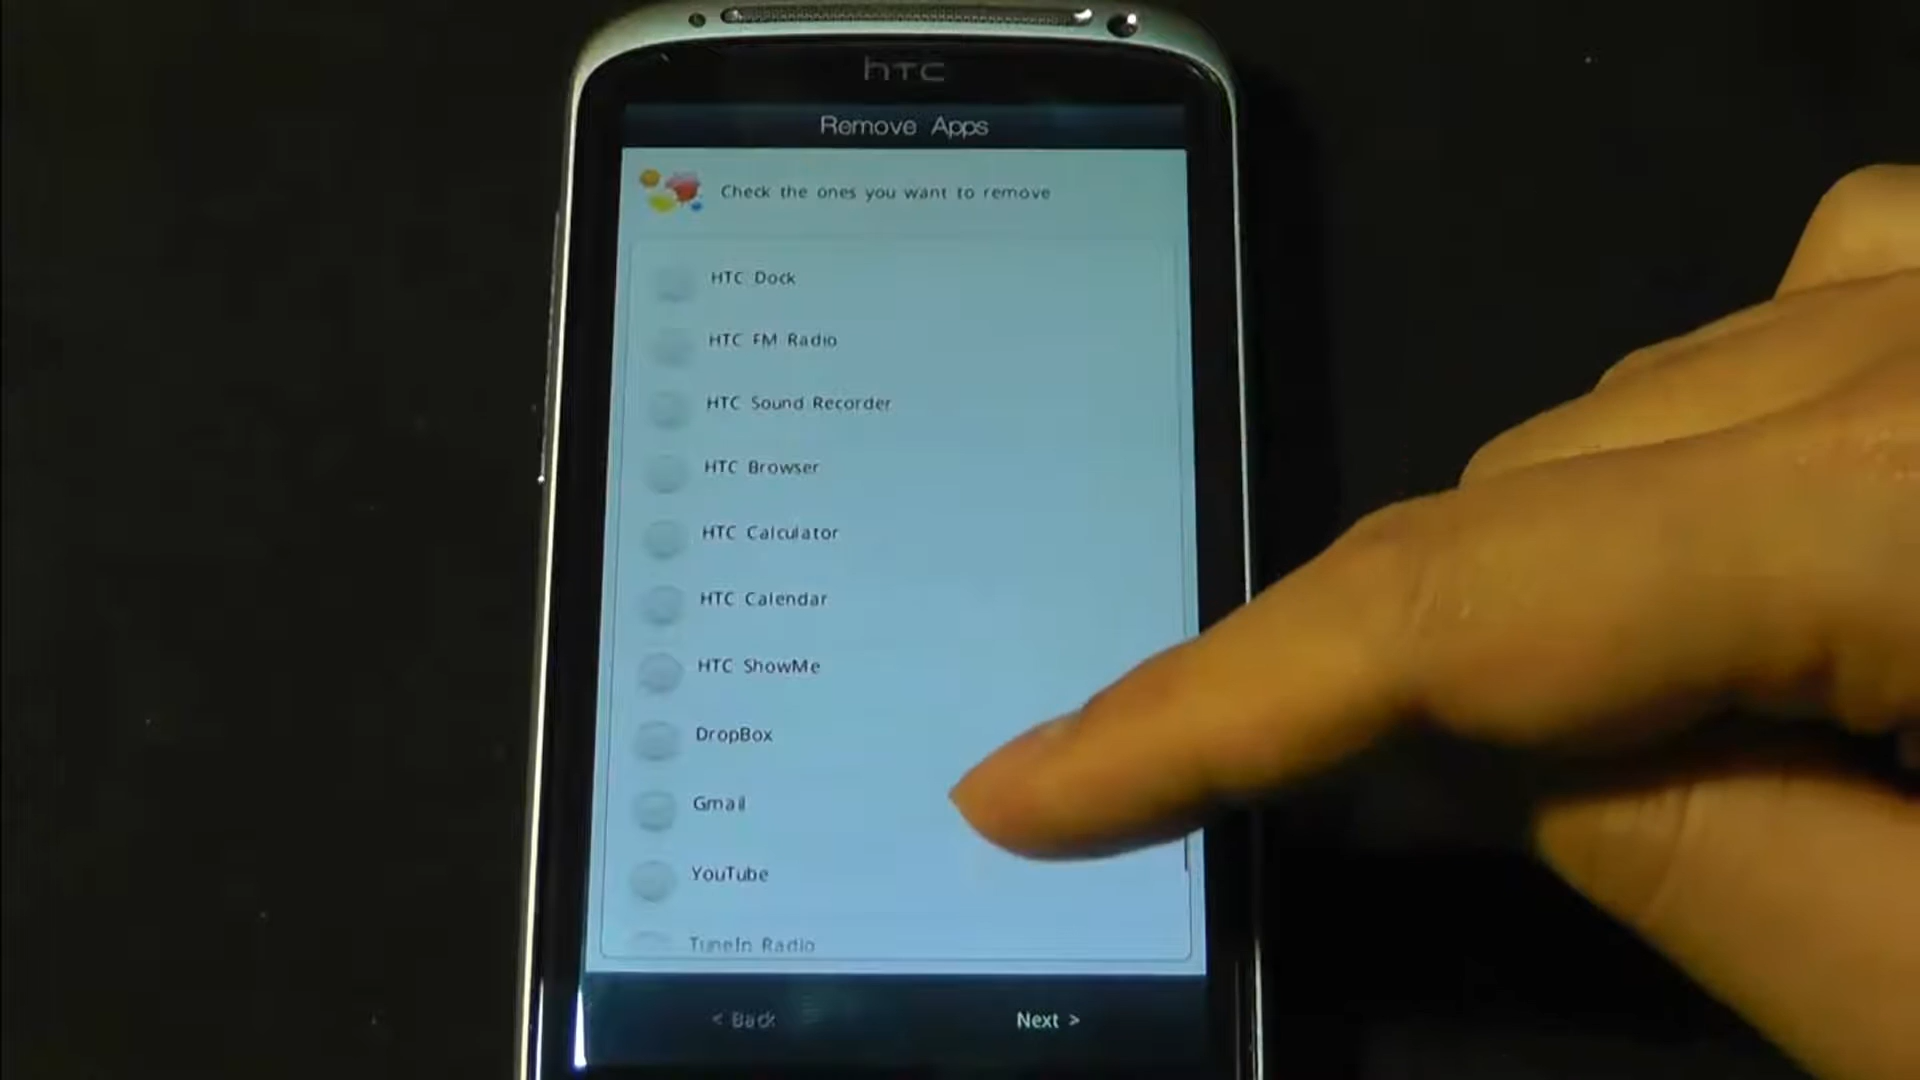 hTC
Remove Apps
Check the ones you want to remove
HTC Dock
HTC FM Radio
HTC Sound Recorder
HTC Browser
HTC Calculator
HTC Calendar
HTC ShowMe
DropBox
Gmail
YouTube
TuneIn Radio
< Back
Next >